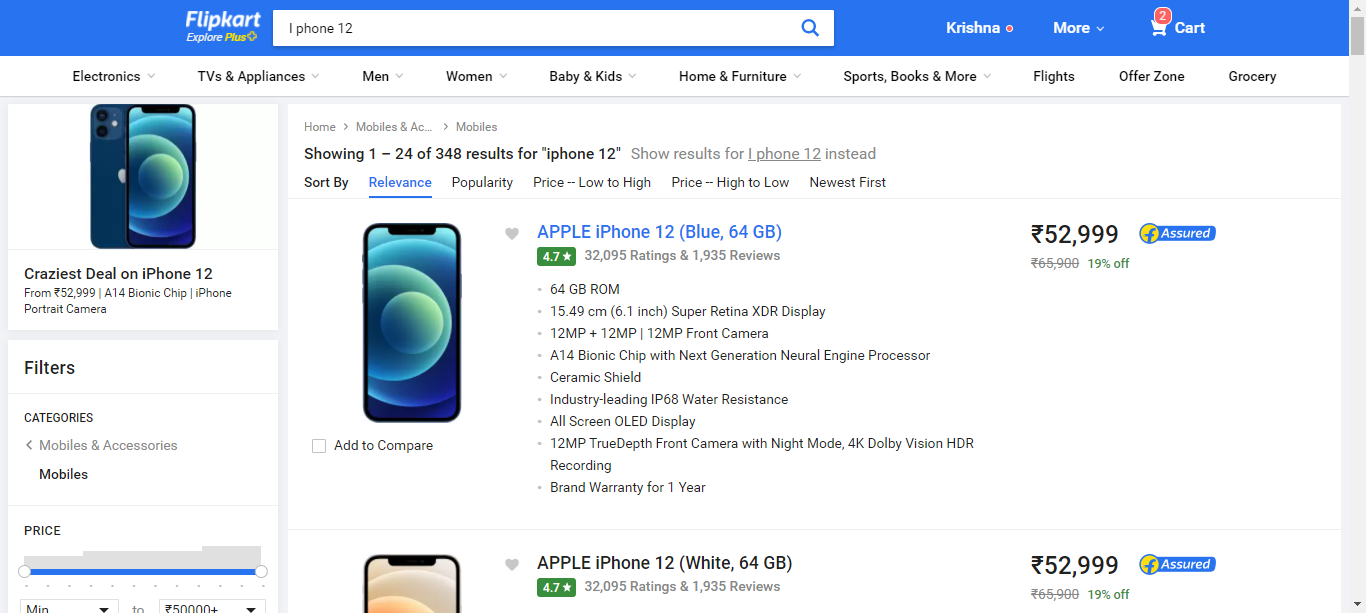 Flipkart
Explore Plus
I phone 12
Krishna
More
2
Cart
Electronics
TVs & Appliances
Men
Women
Baby & Kids
Home & Furniture
Sports, Books & More
Flights
Offer Zone
Grocery
Craziest Deal on iPhone 12
From ₹52,999 | A14 Bionic Chip | iPhone
Portrait Camera
Filters
CATEGORIES
Mobiles & Accessories
Mobiles
PRICE
Min
to
₹50000+
Home
Mobiles & Ac...
Mobiles
Showing 1 – 24 of 348 results for "iphone 12" Show results for I phone 12 instead
Sort By
Relevance
Popularity
Price -- Low to High
Price -- High to Low
Newest First
Add to Compare
APPLE iPhone 12 (Blue, 64 GB)
4.7★ 32,095 Ratings & 1,935 Reviews
64 GB ROM
15.49 cm (6.1 inch) Super Retina XDR Display
12MP + 12MP | 12MP Front Camera
A14 Bionic Chip with Next Generation Neural Engine Processor
Ceramic Shield
Industry-leading IP68 Water Resistance
All Screen OLED Display
12MP TrueDepth Front Camera with Night Mode, 4K Dolby Vision HDR
Recording
Brand Warranty for 1 Year
₹52,999
Assured
₹65,900 19% off
APPLE iPhone 12 (White, 64 GB)
4.7★ 32,095 Ratings & 1,935 Reviews
₹52,999
Assured
₹65,900 19% off